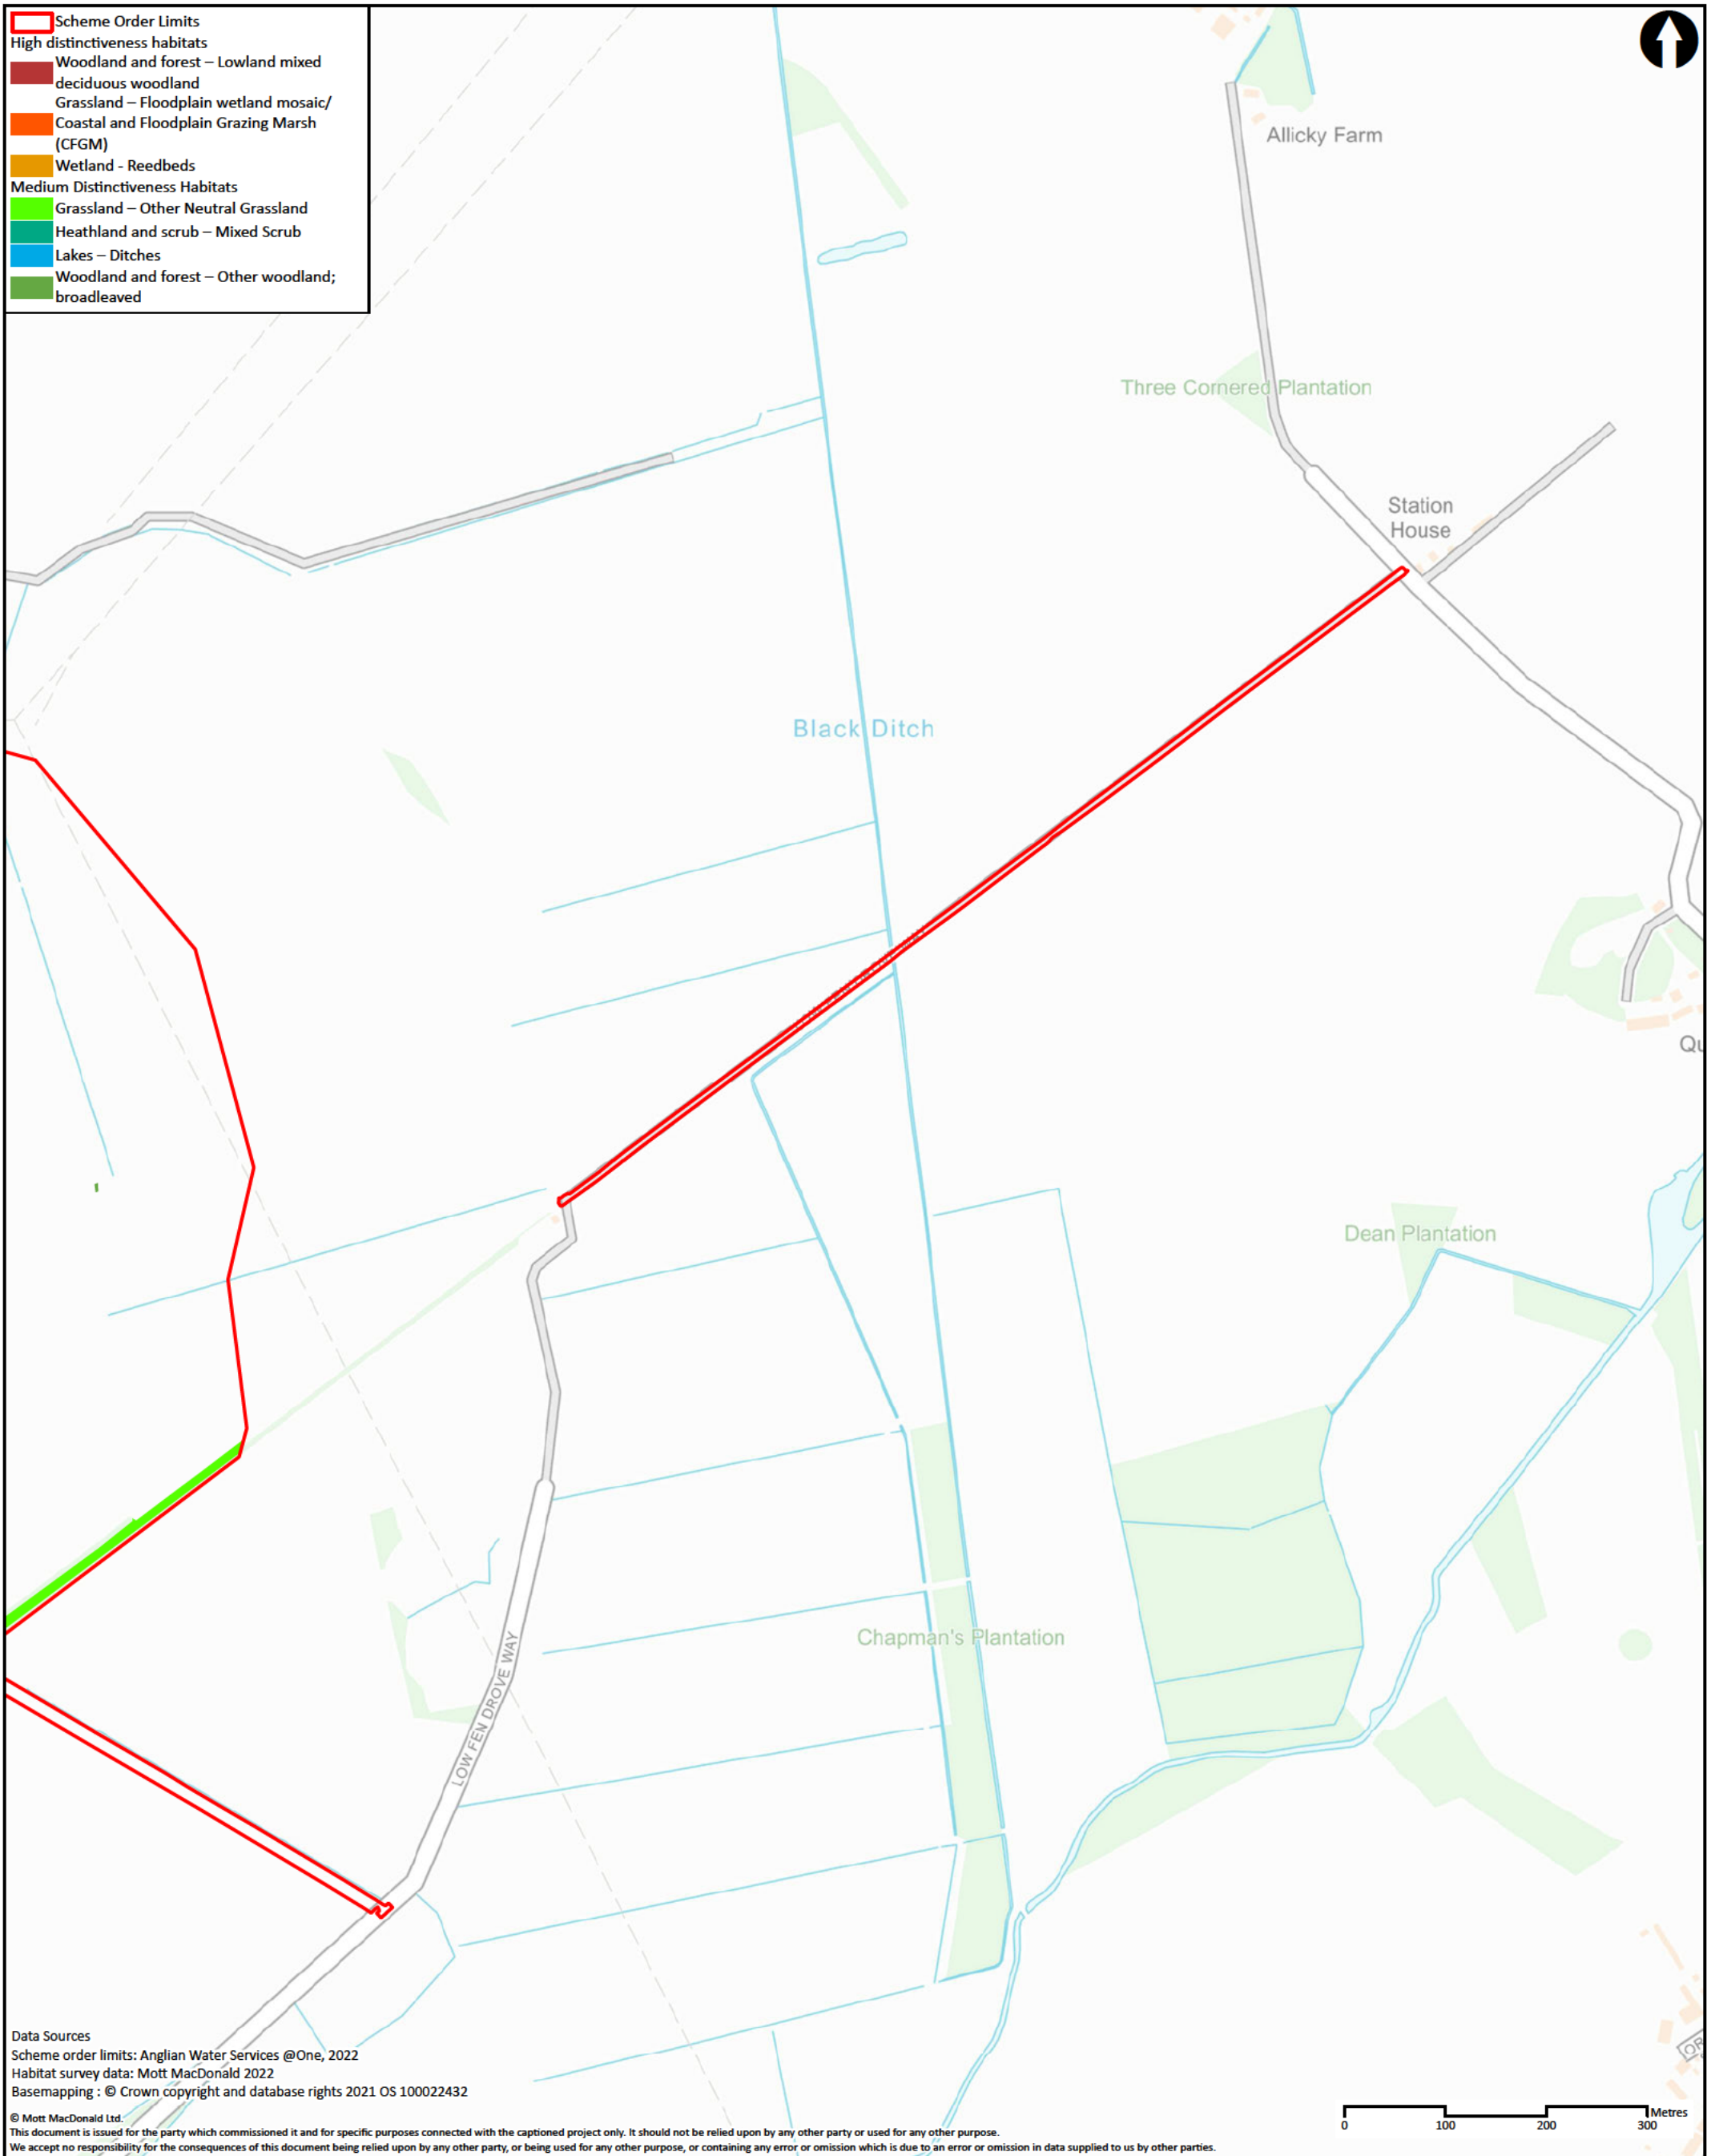 Scheme Order Limits
High distinctiveness habitats
Woodland and forest – Lowland mixed
deciduous woodland
Grassland – Floodplain wetland mosaic/
Coastal and Floodplain Grazing Marsh
(CFGM)
Wetland - Reedbeds
Medium Distinctiveness Habitats
Grassland – Other Neutral Grassland
Heathland and scrub – Mixed Scrub
Lakes – Ditches
Woodland and forest – Other woodland;
broadleaved
Allicky Farm
Three Cornered Plantation
Station
House
Black Ditch
Qu
Dean Plantation
Chapman's Plantation
LOW FEN DROVE WAY
OR
Data Sources
Scheme order limits: Anglian Water Services @One, 2022
Habitat survey data: Mott MacDonald 2022
Basemapping : © Crown copyright and database rights 2021 OS 100022432
Metres
0 100 200 300
© Mott MacDonald Ltd.
This document is issued for the party which commissioned it and for specific purposes connected with the captioned project only. It should not be relied upon by any other party or used for any other purpose.
We accept no responsibility for the consequences of this document being relied upon by any other party, or being used for any other purpose, or containing any error or omission which is due to an error or omission in data supplied to us by other parties.